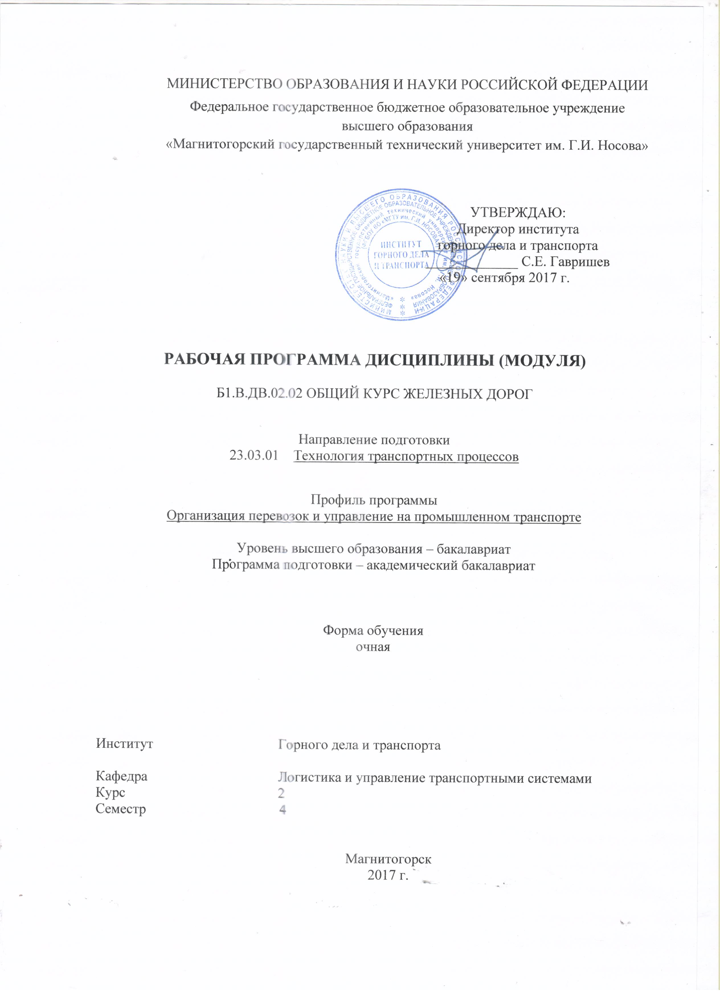 МИНИСТЕРСТВО ОБРАЗОВАНИЯ И НАУКИ РОССИЙСКОЙ ФЕДЕРАЦИИ
Федеральное государственное бюджетное образовательное учреждение
высшего образования
«Магнитогорский государственный технический университет им. Г.И. Носова»
УТВЕРЖДАЮ:
Директор института
горного дела и транспорта
_____________ С.Е. Гавришев
«19» сентября 2017 г.
МИНИСТЕРСТВО НАУКИ И ВЫСШЕГО ОБРАЗОВАНИЯ РОССИЙСКОЙ ФЕДЕРАЦИИ
ФЕДЕРАЛЬНОЕ ГОСУДАРСТВЕННОЕ БЮДЖЕТНОЕ ОБРАЗОВАТЕЛЬНОЕ УЧРЕЖДЕНИЕ ВЫСШЕГО ОБРАЗОВАНИЯ
«Магнитогорский государственный технический университет им. Г.И. Носова»
(ФГБОУ ВО «МГТУ им. Г.И. НОСОВА»)
ИНСТИТУТ
ГОРНОГО ДЕЛА
И ТРАНСПОРТА
РАБОЧАЯ ПРОГРАММА ДИСЦИПЛИНЫ (МОДУЛЯ)
Б1.В.ДВ.02.02 ОБЩИЙ КУРС ЖЕЛЕЗНЫХ ДОРОГ
Направление подготовки
23.03.01 Технология транспортных процессов
Профиль программы
Организация перевозок и управление на промышленном транспорте
Уровень высшего образования – бакалавриат
Программа подготовки – академический бакалавриат
Форма обучения
очная
Институт Горного дела и транспорта
Кафедра Логистика и управление транспортными системами
Курс 2
Семестр 4
Магнитогорск
2017 г.